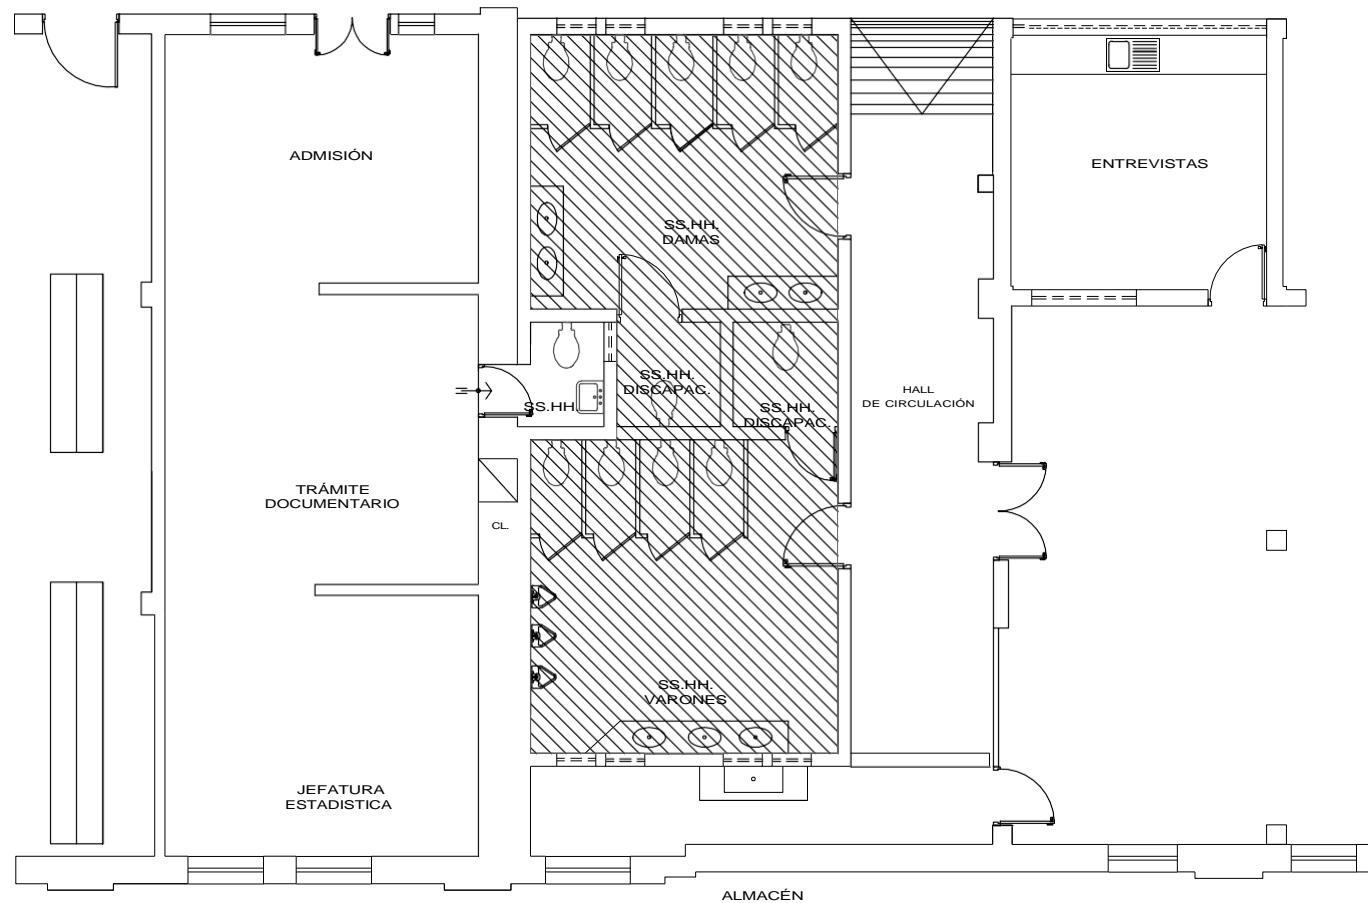 ADMISIÓN
ENTREVISTAS
SS.HH.
DAMAS
SS.HH.
DISCAPAC.
SS.HH.
DISCAPAC.
SS.HH.
HALL
DE CIRCULACIÓN
TRÁMITE
DOCUMENTARIO
CL.
SS.HH.
VARONES
JEFATURA
ESTADISTICA
ALMACÉN